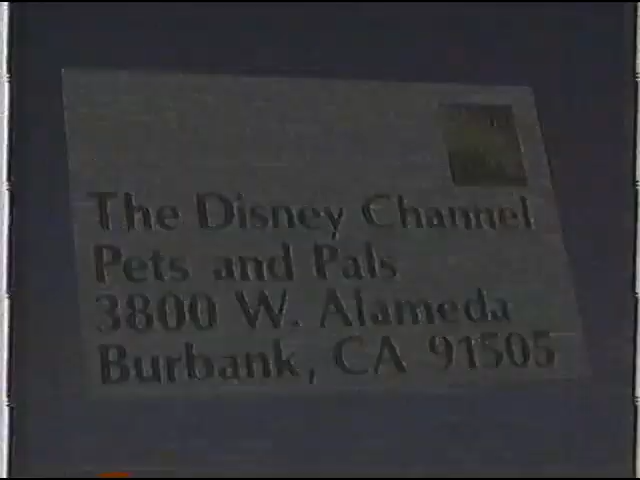 The Disney Channel
Pets and Pals
3800 W. Alameda
Burbank, CA 91505